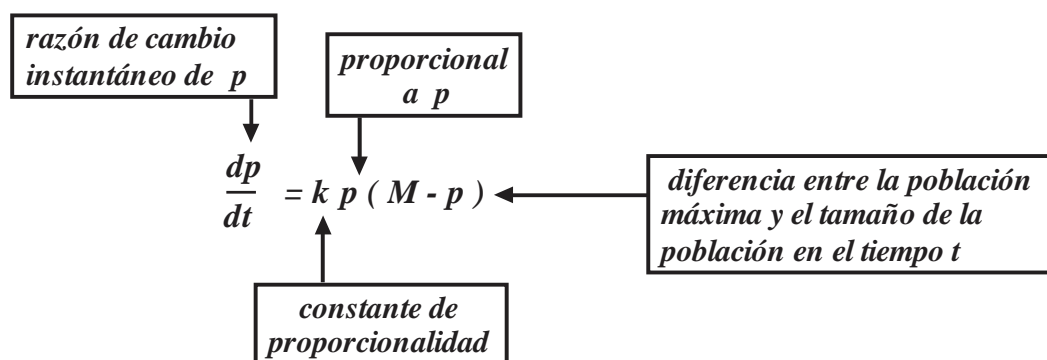 razón de cambio
instantáneo de p
proporcional
a p
dp
dt
= k p ( M - p )
diferencia entre la población
máxima y el tamaño de la
población en el tiempo t
constante de
proporcionalidad